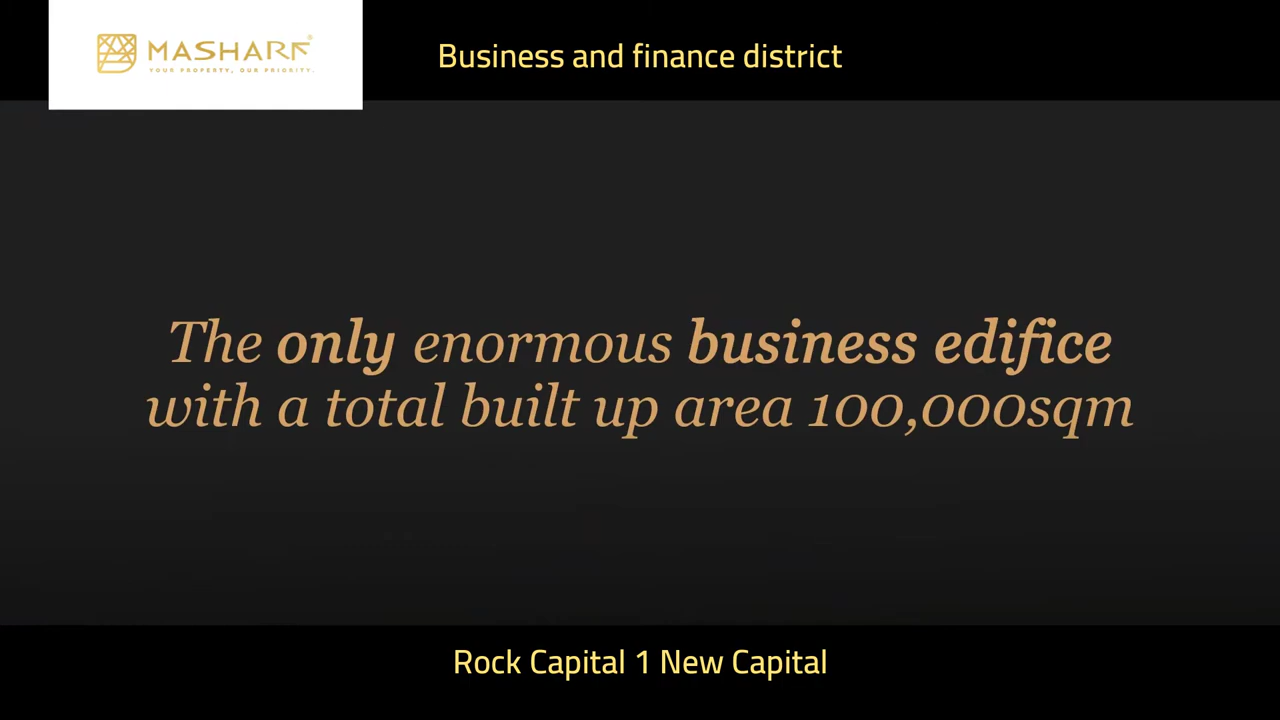 MASHARF®
YOUR PROPERTY, OUR PRIORITY.
Business and finance district
The only enormous business edifice
with a total built up area 100,000sqm
Rock Capital 1 New Capital